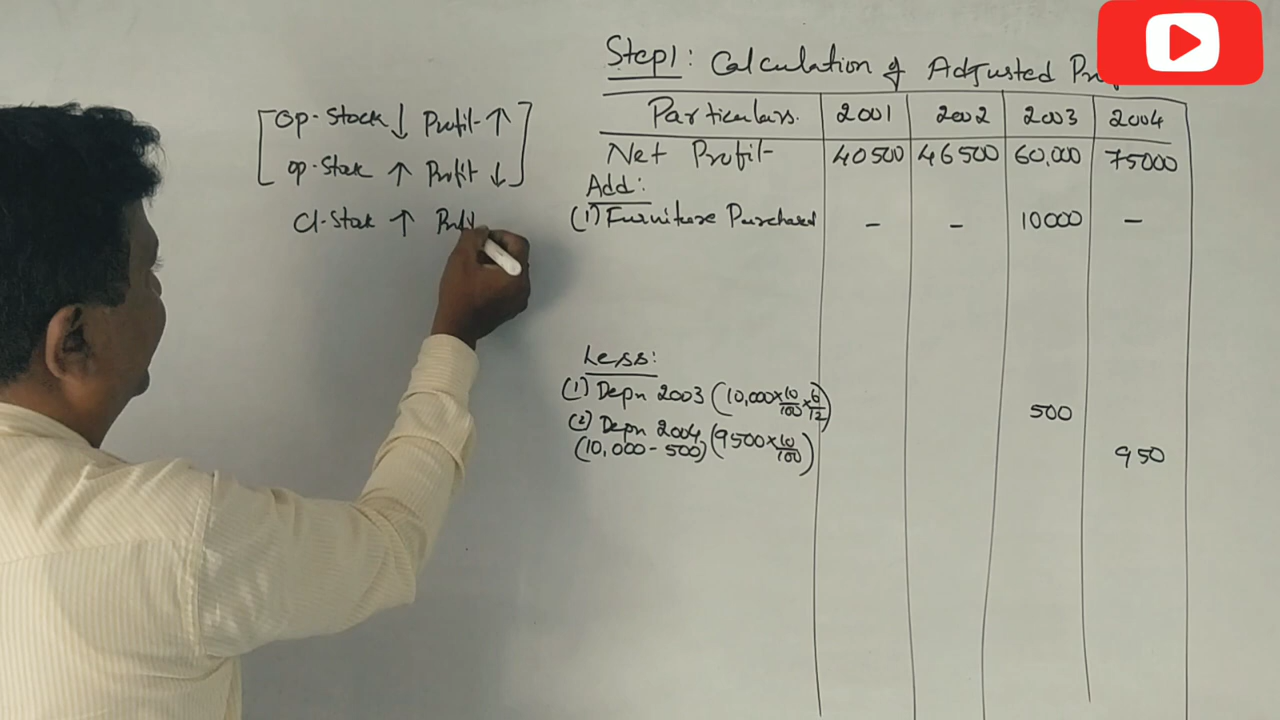 Step1: Calculation of Adjusted
Particulars. 2001 2002 2003 2004
Net Profit 40500 46500 60,000 75000
Add:
(1) Furniture Purchased - - 10000 -
Less:
(1) Depn 2003 (10,000×10/100×6/12) 500
(2) Depn 2004 (9500×10/100)
(10,000-500) 950
[Op. Stock ↓ Profit ↑
op. Stock ↑ Profit ↓]
Cl. Stock ↑